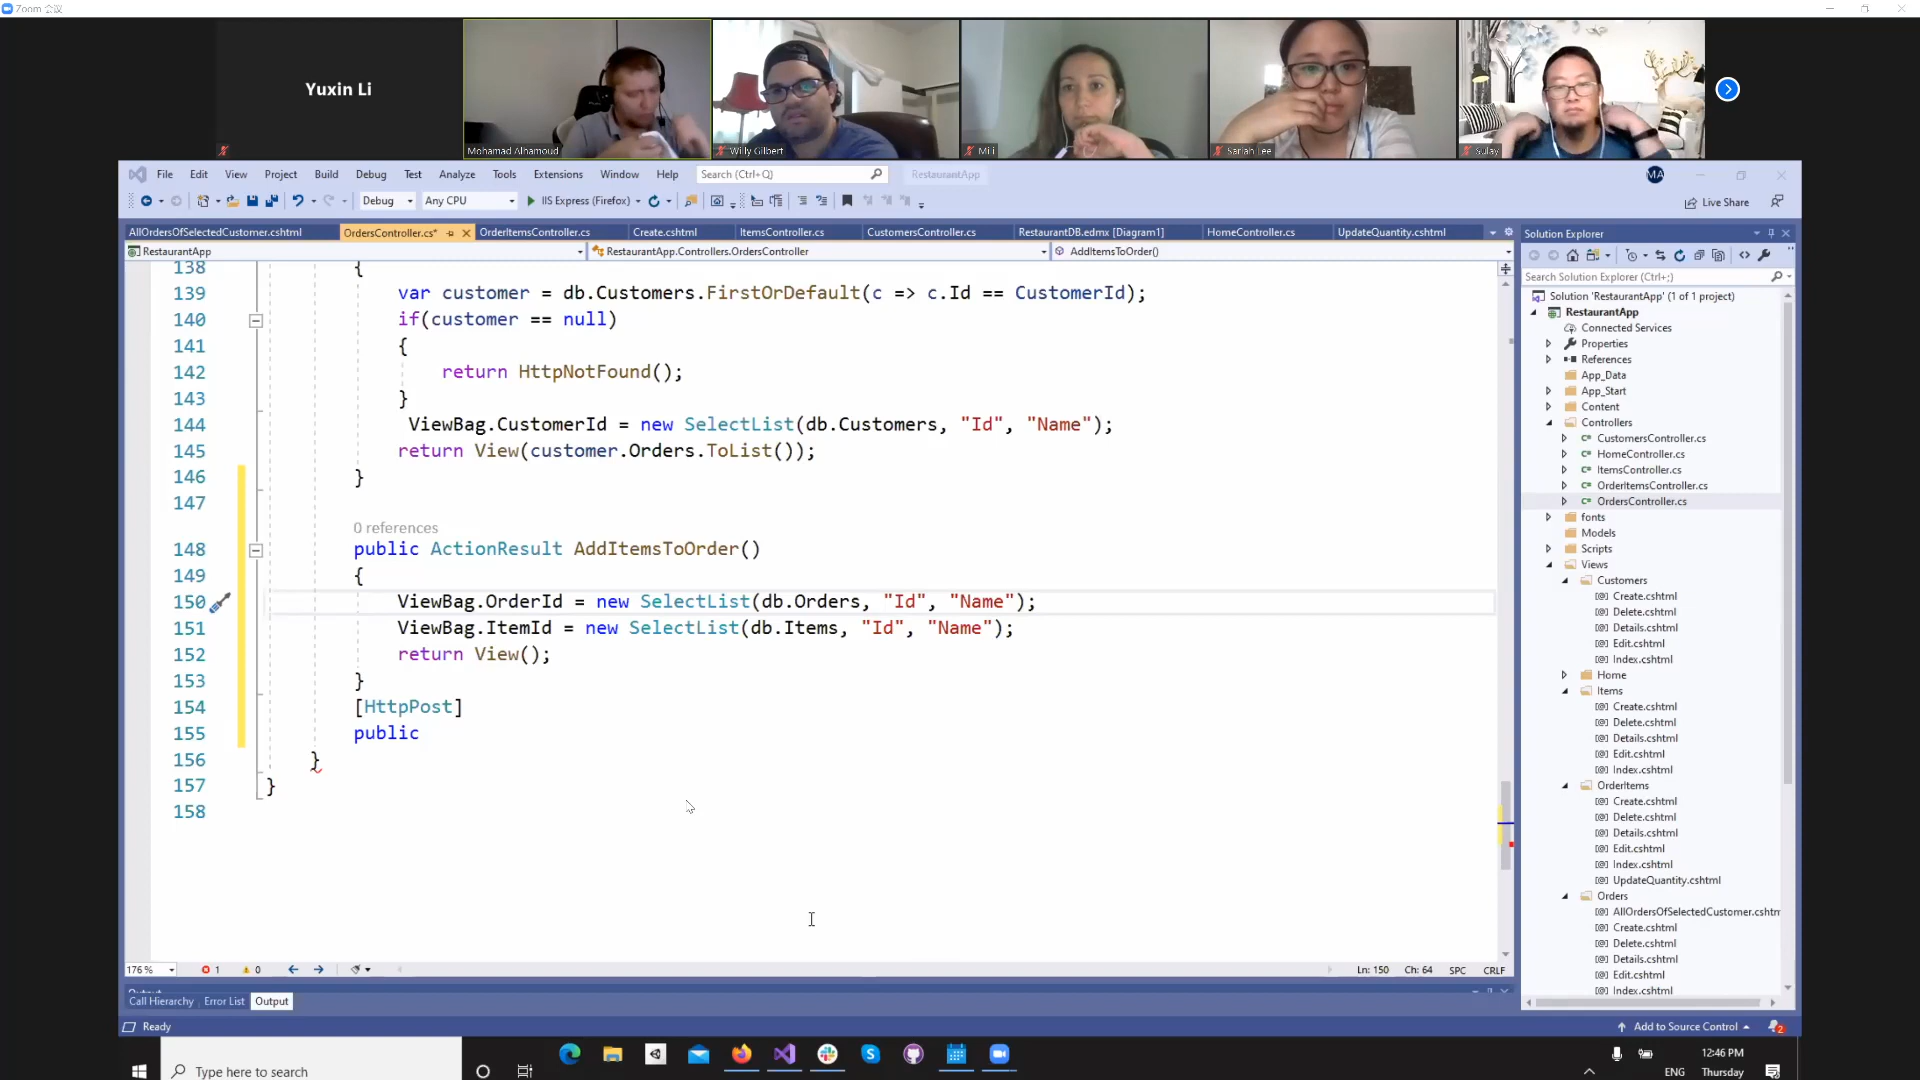 Zoom 会议
Yuxin Li
Mohamad Alhamoud
Willy Gilbert
Mili
Sarah Lee
Sulay
File Edit View Project Build Debug Test Analyze Tools Extensions Window Help Search (Ctrl+Q) RestaurantApp MA
Debug Any CPU IIS Express (Firefox) Live Share
AllOrdersOfSelectedCustomer.cshtml OrdersController.cs* OrderItemsController.cs Create.cshtml ItemsController.cs CustomersController.cs RestaurantDB.edmx [Diagram1] HomeController.cs UpdateQuantity.cshtml
RestaurantApp RestaurantApp.Controllers.OrdersController AddItemsToOrder()
138 {
139 var customer = db.Customers.FirstOrDefault(c => c.Id == CustomerId);
140 if(customer == null)
141 {
142 return HttpNotFound();
143 }
144 ViewBag.CustomerId = new SelectList(db.Customers, "Id", "Name");
145 return View(customer.Orders.ToList());
146 }
147
0 references
148 public ActionResult AddItemsToOrder()
149 {
150 ViewBag.OrderId = new SelectList(db.Orders, "Id", "Name");
151 ViewBag.ItemId = new SelectList(db.Items, "Id", "Name");
152 return View();
153 }
154 [HttpPost]
155 public
156 }
157 }
158
176 % 1 0 Ln: 150 Ch: 64 SPC CRLF
Output
Call Hierarchy Error List Output
Ready Add to Source Control 2
Solution Explorer
Search Solution Explorer (Ctrl+;)
Solution 'RestaurantApp' (1 of 1 project)
RestaurantApp
Connected Services
Properties
References
App_Data
App_Start
Content
Controllers
CustomersController.cs
HomeController.cs
ItemsController.cs
OrderItemsController.cs
OrdersController.cs
fonts
Models
Scripts
Views
Customers
Create.cshtml
Delete.cshtml
Details.cshtml
Edit.cshtml
Index.cshtml
Home
Items
Create.cshtml
Delete.cshtml
Details.cshtml
Edit.cshtml
Index.cshtml
OrderItems
Create.cshtml
Delete.cshtml
Details.cshtml
Edit.cshtml
Index.cshtml
UpdateQuantity.cshtml
Orders
AllOrdersOfSelectedCustomer.cshtm
Create.cshtml
Delete.cshtml
Details.cshtml
Edit.cshtml
Index.cshtml
Type here to search
12:46 PM
ENG Thursday